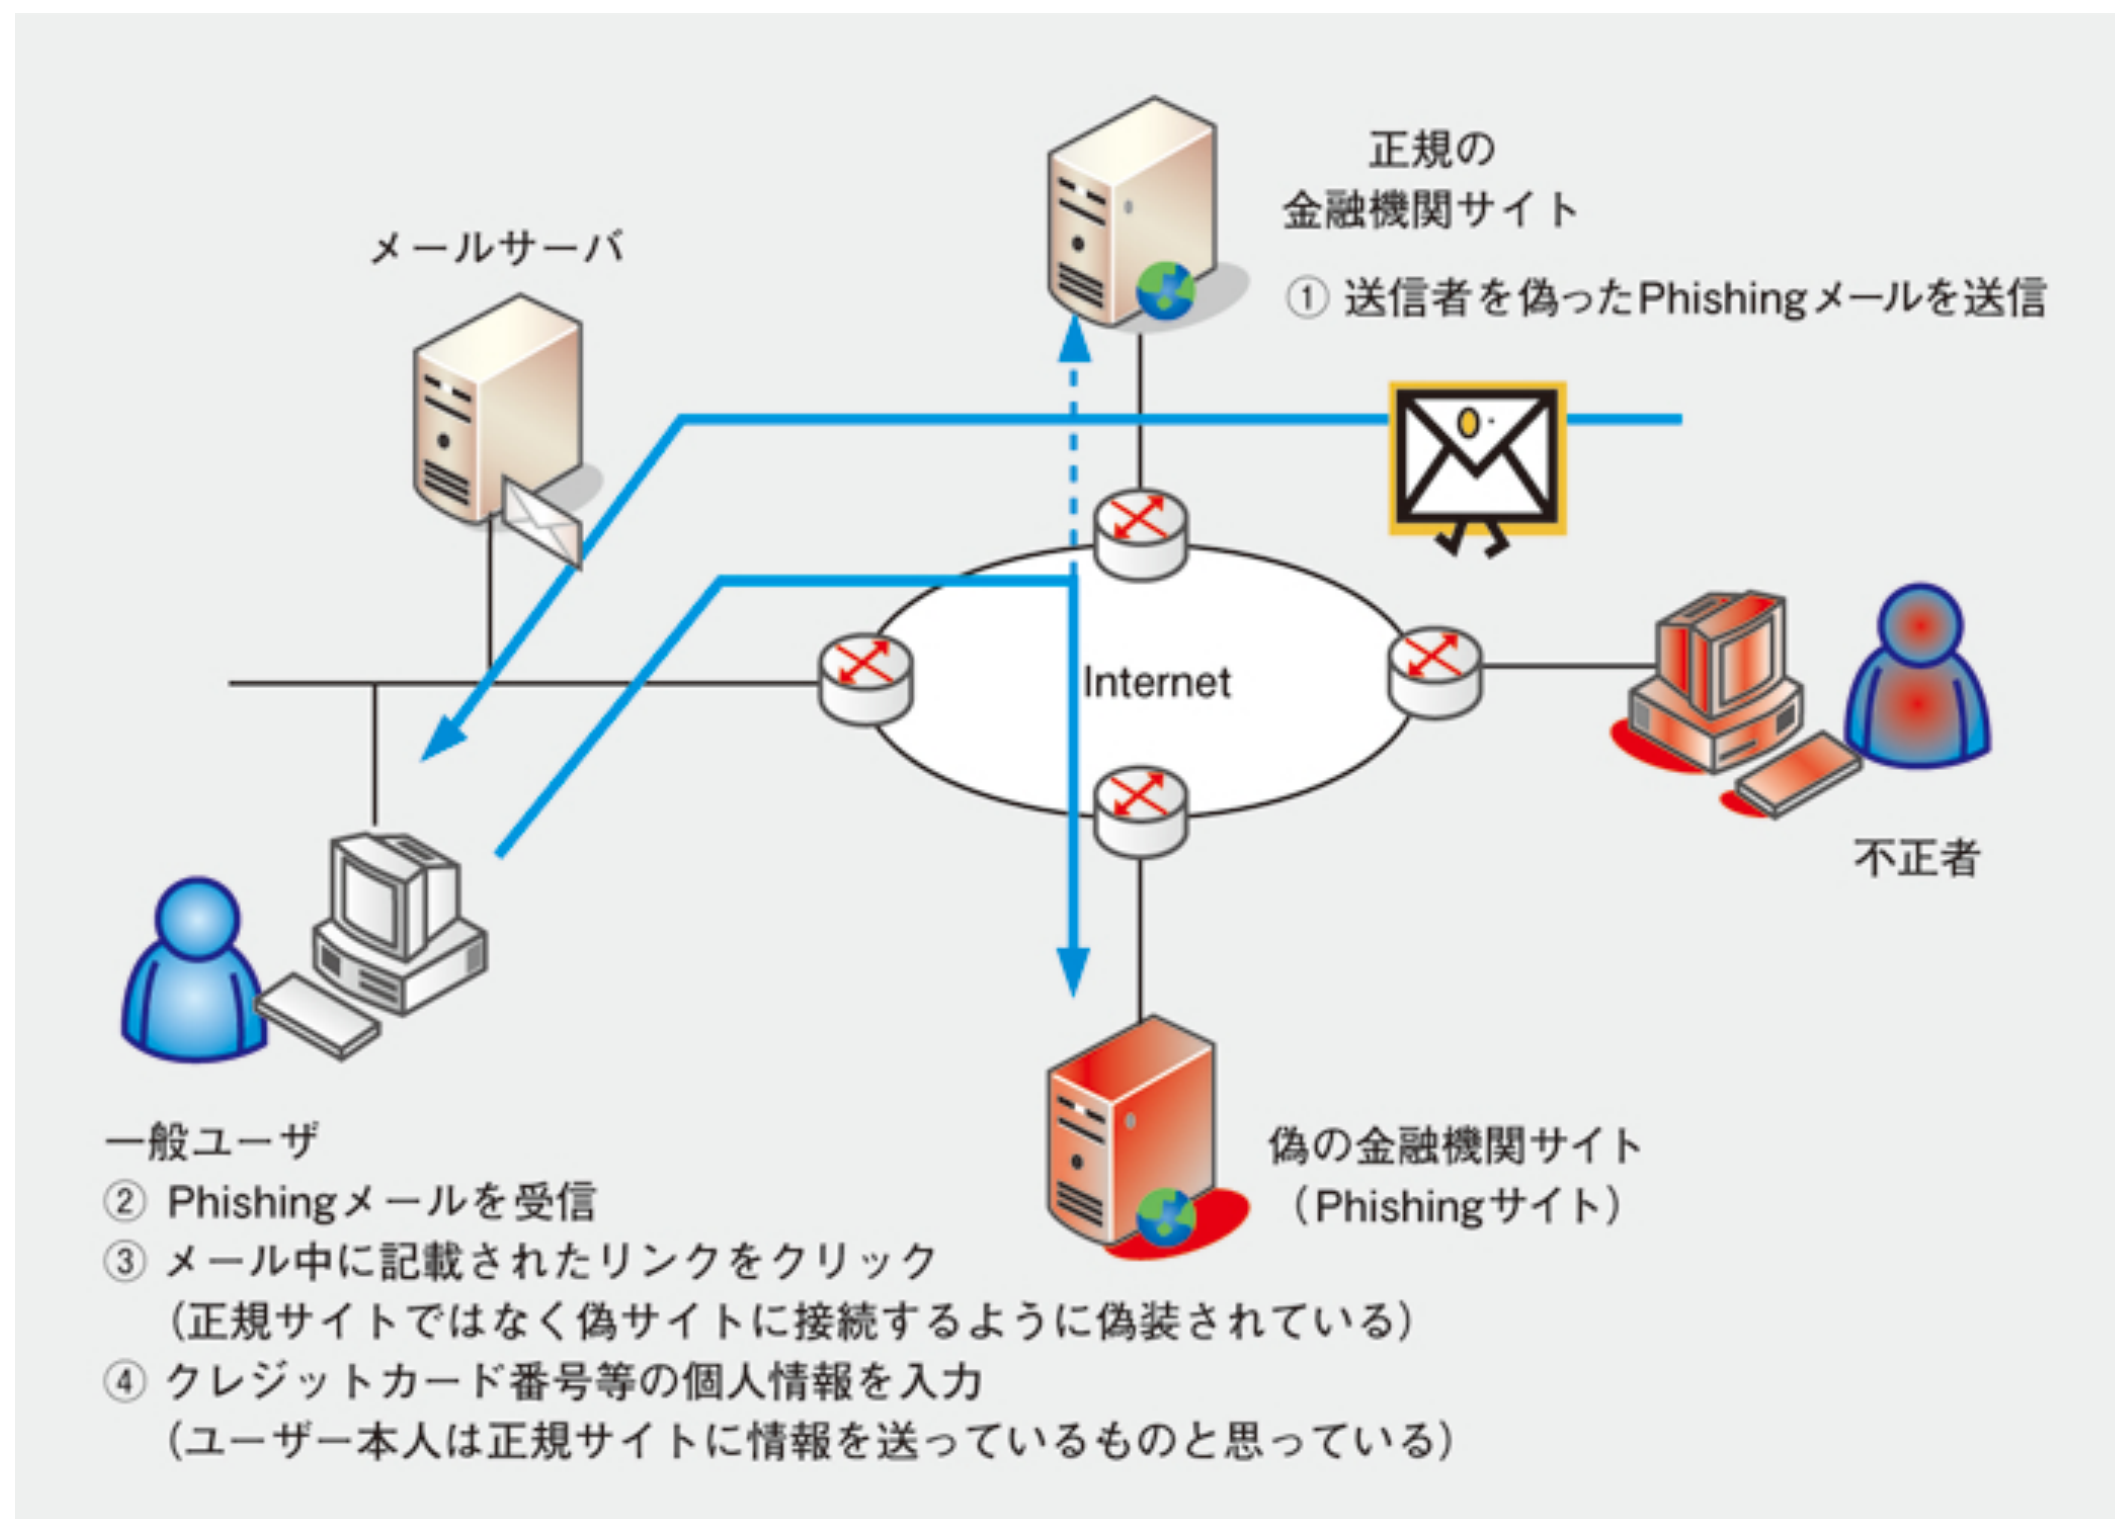 正規の
金融機関サイト
メールサーバ
① 送信者を偽ったPhishingメールを送信
Internet
不正者
偽の金融機関サイト
（Phishingサイト）
一般ユーザ
② Phishingメールを受信
③ メール中に記載されたリンクをクリック
（正規サイトではなく偽サイトに接続するように偽装されている）
④ クレジットカード番号等の個人情報を入力
（ユーザー本人は正規サイトに情報を送っているものと思っている）